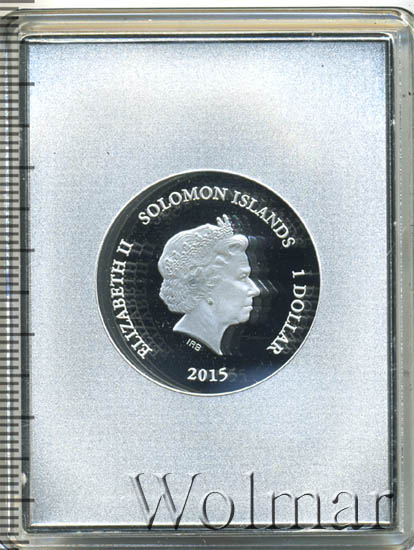 ELIZABETH II
SOLOMON ISLANDS
1 DOLLAR
IRB
2015
Wolmar